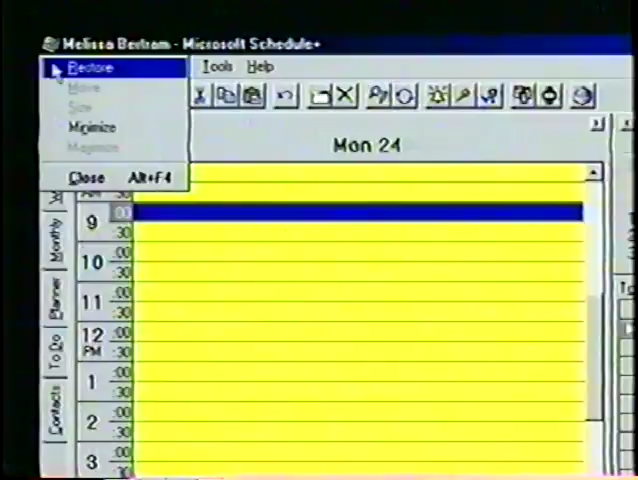 Melissa Bertram - Microsoft Schedule+
Restore
Tools Help
Move
Size
Minimize
Maximize
Close Alt+F4
Mon 24
AM :30
9 :00
:30
10 :00
:30
11 :00
:30
12 :00
PM :30
1 :00
:30
2 :00
:30
3 :00
:30
Monthly
Planner
To Do
Contacts